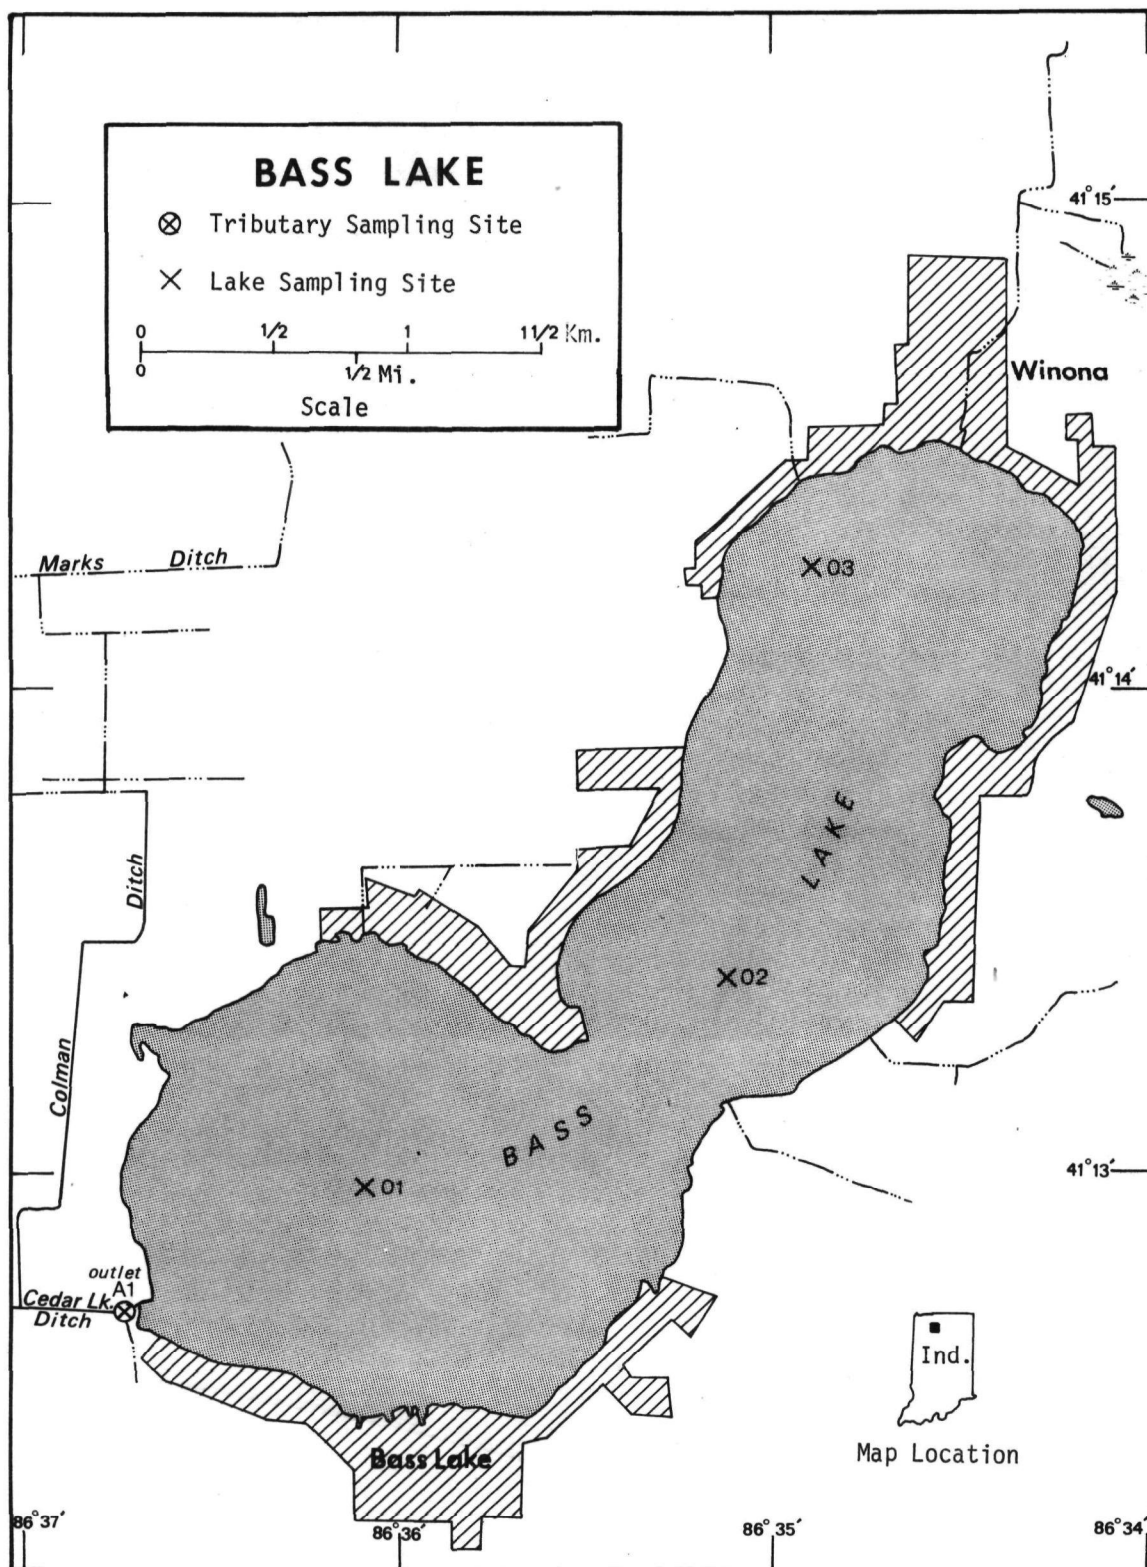 BASS LAKE
⊗ Tributary Sampling Site
× Lake Sampling Site
0 1/2 1 11/2 Km.
0 1/2 Mi.
Scale
41°15'
Winona
Marks Ditch
×03
41°14'
Ditch
LAKE
×02
Colman
BASS
41°13'
×01
outlet
A1
Cedar Lk.
Ditch
Ind.
Map Location
Bass Lake
86°37' 86°36' 86°35' 86°34'